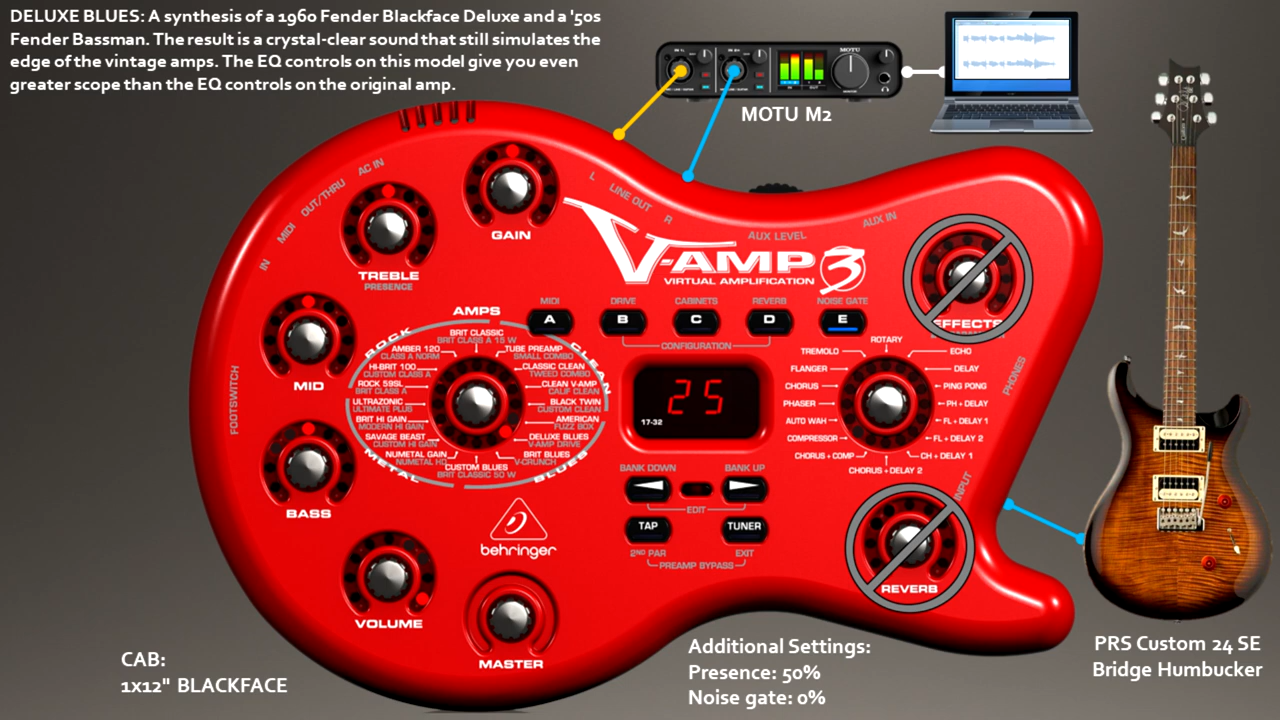 DELUXE BLUES: A synthesis of a 1960 Fender Blackface Deluxe and a '50s
Fender Bassman. The result is a crystal-clear sound that still simulates the
edge of the vintage amps. The EQ controls on this model give you even
greater scope than the EQ controls on the original amp.
MOTU
MOTU M2
IN
MIDI
OUT/THRU
AC IN
GAIN
L
LINE OUT
R
AUX LEVEL
AUX IN
TREBLE
PRESENCE
V-AMP 3
VIRTUAL AMPLIFICATION
EFFECTS
MIDI
DRIVE
CABINETS
REVERB
NOISE GATE
A
B
C
D
E
CONFIGURATION
MID
FOOTSWITCH
BASS
AMPS
ROCK
CLEAN
METAL
BLUES
BRIT CLASSIC
BRIT CLASS A 15 W
TUBE PREAMP
SMALL COMBO
CLASSIC CLEAN
TWEED COMBO
CLEAN V-AMP
CALIF CLEAN
BLACK TWIN
CUSTOM CLEAN
AMERICAN
FUZZ BOX
DELUXE BLUES
V-AMP DRIVE
BRIT BLUES
V-CRUNCH
CUSTOM BLUES
BRIT CLASSIC 50 W
NUMETAL GAIN
NUMETAL HG
SAVAGE BEAST
CUSTOM HI GAIN
BRIT HI GAIN
MODERN HI GAIN
ULTRAZONIC
ULTIMATE PLUS
ROCK 59SL
BRIT CLASS A
HI-BRIT 100
CUSTOM CLASS A
AMBER 120
CLASS A NORM
25
17-32
ROTARY
TREMOLO
ECHO
FLANGER
DELAY
CHORUS
PING PONG
PHASER
PH + DELAY
AUTO WAH
FL + DELAY 1
COMPRESSOR
FL + DELAY 2
CHORUS + COMP
CH + DELAY 1
CHORUS + DELAY 2
PHONES
INPUT
BANK DOWN
BANK UP
EDIT
TAP
TUNER
2ND PAR
EXIT
PREAMP BYPASS
behringer
REVERB
VOLUME
MASTER
CAB:
1x12" BLACKFACE
Additional Settings:
Presence: 50%
Noise gate: 0%
PRS Custom 24 SE
Bridge Humbucker